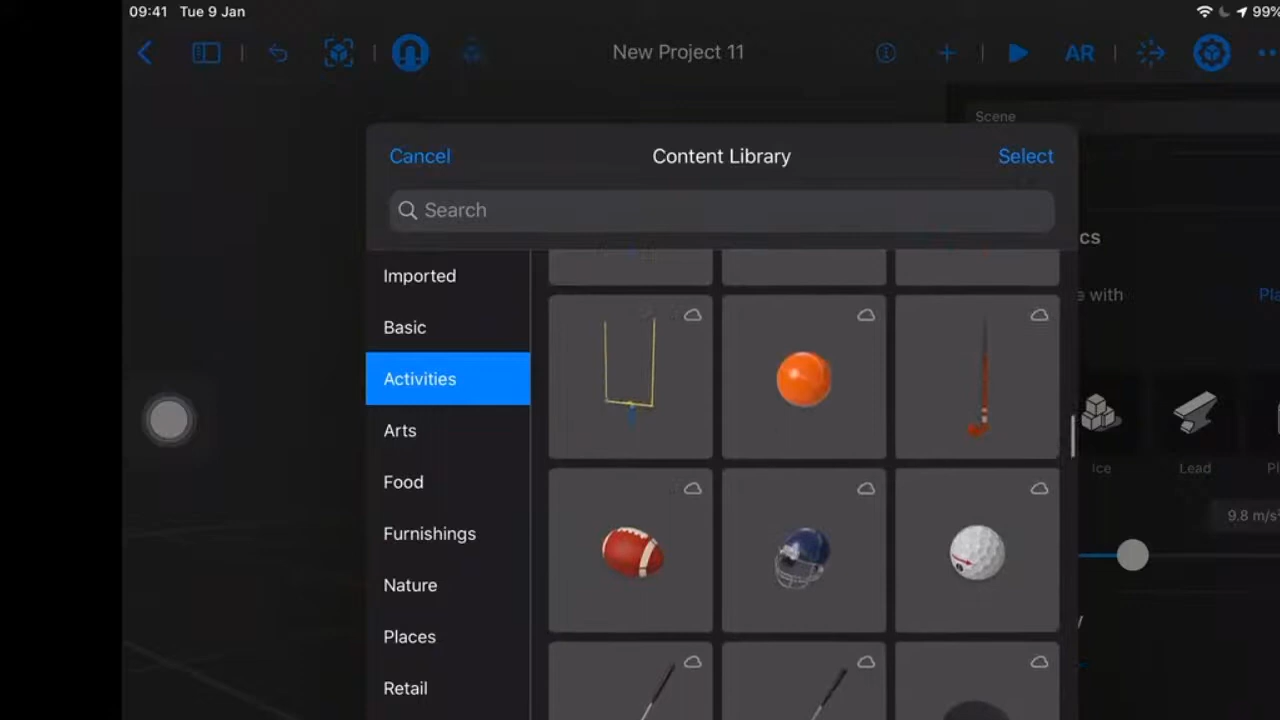 09:41 Tue 9 Jan
99%
New Project 11
AR
Scene
Cancel
Content Library
Select
Search
cs
Imported
e with
Basic
Activities
Arts
Ice
Lead
Food
9.8 m/s²
Furnishings
Nature
Places
Retail